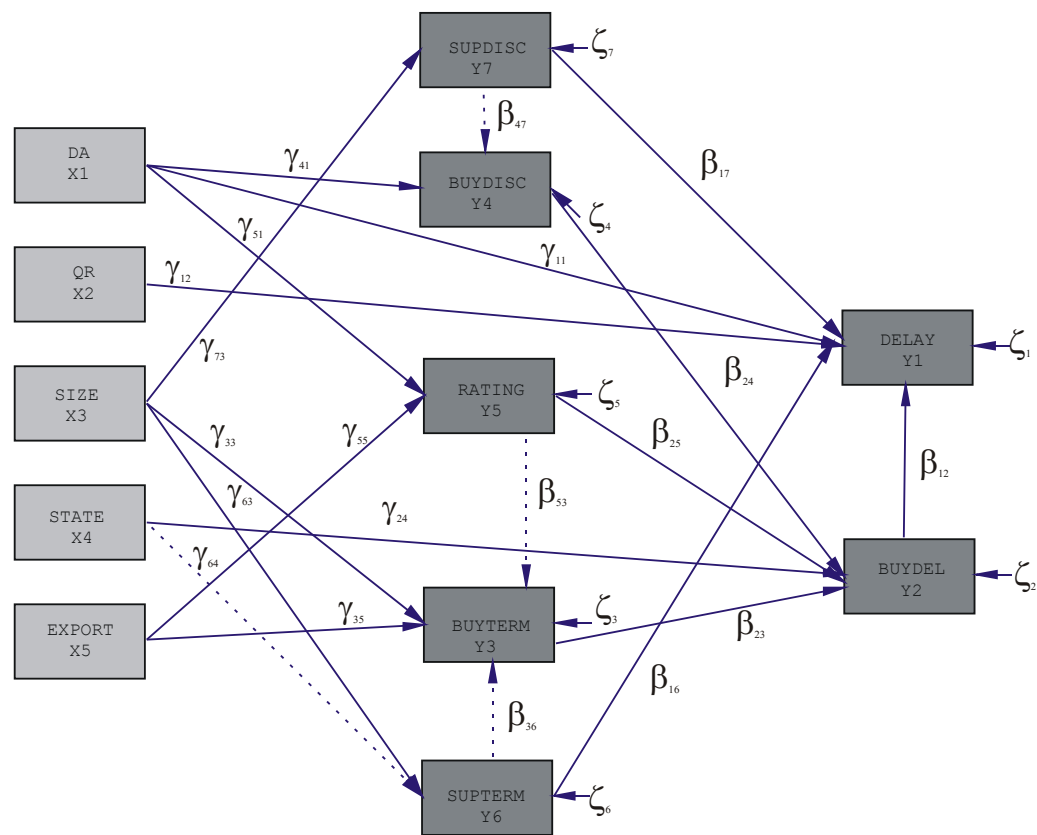 SUPDISC
Y7
ζ₇
β₄₇
DA
X1
γ₄₁
BUYDISC
Y4
ζ₄
β₁₇
γ₅₁
γ₁₁
QR
X2
γ₁₂
γ₇₃
DELAY
Y1
ζ₁
SIZE
X3
RATING
Y5
ζ₅
β₂₄
γ₃₃
γ₅₅
β₂₅
β₁₂
γ₆₃
β₅₃
γ₂₄
STATE
X4
γ₆₄
BUYDEL
Y2
ζ₂
EXPORT
X5
γ₃₅
BUYTERM
Y3
ζ₃
β₂₃
β₁₆
β₃₆
SUPTERM
Y6
ζ₆